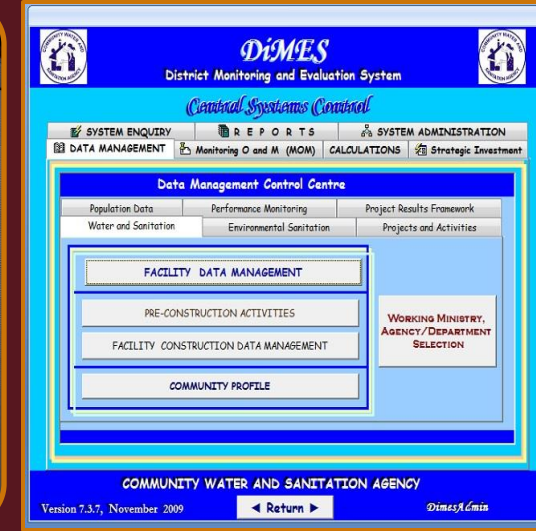 DiMES
District Monitoring and Evaluation System
Central Systems Control
SYSTEM ENQUIRY
R E P O R T S
SYSTEM ADMINISTRATION
DATA MANAGEMENT
Monitoring O and M (MOM)
CALCULATIONS
Strategic Investment
Data Management Control Centre
Population Data
Performance Monitoring
Project Results Framework
Water and Sanitation
Environmental Sanitation
Projects and Activities
FACILITY DATA MANAGEMENT
PRE-CONSTRUCTION ACTIVITIES
FACILITY CONSTRUCTION DATA MANAGEMENT
COMMUNITY PROFILE
WORKING MINISTRY,
AGENCY/DEPARTMENT
SELECTION
COMMUNITY WATER AND SANITATION AGENCY
Version 7.3.7, November 2009
◄ Return ►
DimesAdmin